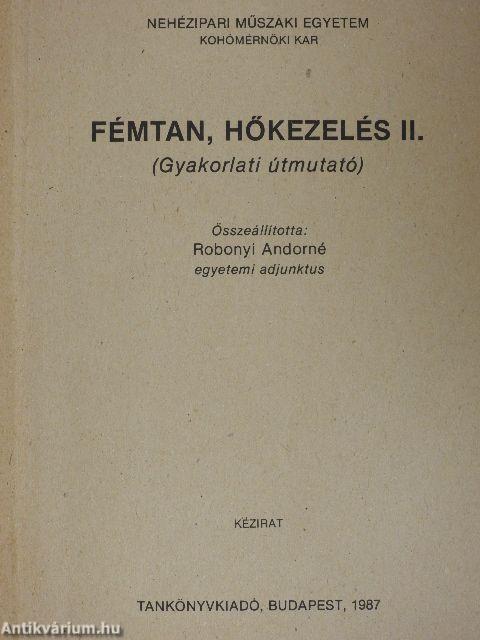 NEHÉZIPARI MŰSZAKI EGYETEM
KOHÓMÉRNÖKI KAR
FÉMTAN, HŐKEZELÉS II.
(Gyakorlati útmutató)
Összeállította:
Robonyi Andorné
egyetemi adjunktus
KÉZIRAT
TANKÖNYVKIADÓ, BUDAPEST, 1987
Antikvárium.hu